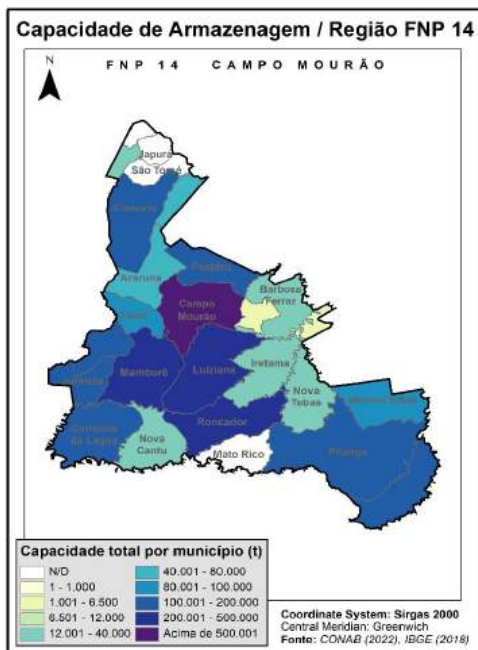 Capacidade de Armazenagem / Região FNP 14
FNP 14 CAMPO MOURÃO
N
Japurá
São Tomé
Cianorte
Araruna
Peabiru
Barbosa
Ferraz
Campo
Mourão
Mamborê
Luiziana
Iretama
Nova
Tebas
Manoel Ribas
Roncador
Campina
da Lagoa
Nova
Cantu
Mato Rico
Pitanga
Capacidade total por município (t)
N/D
1 - 1.000
1.001 - 6.500
6.501 - 12.000
12.001 - 40.000
40.001 - 80.000
80.001 - 100.000
100.001 - 200.000
200.001 - 500.000
Acima de 500.001
Coordinate System: Sirgas 2000
Central Meridian: Greenwich
Fonte: CONAB (2022), IBGE (2018)